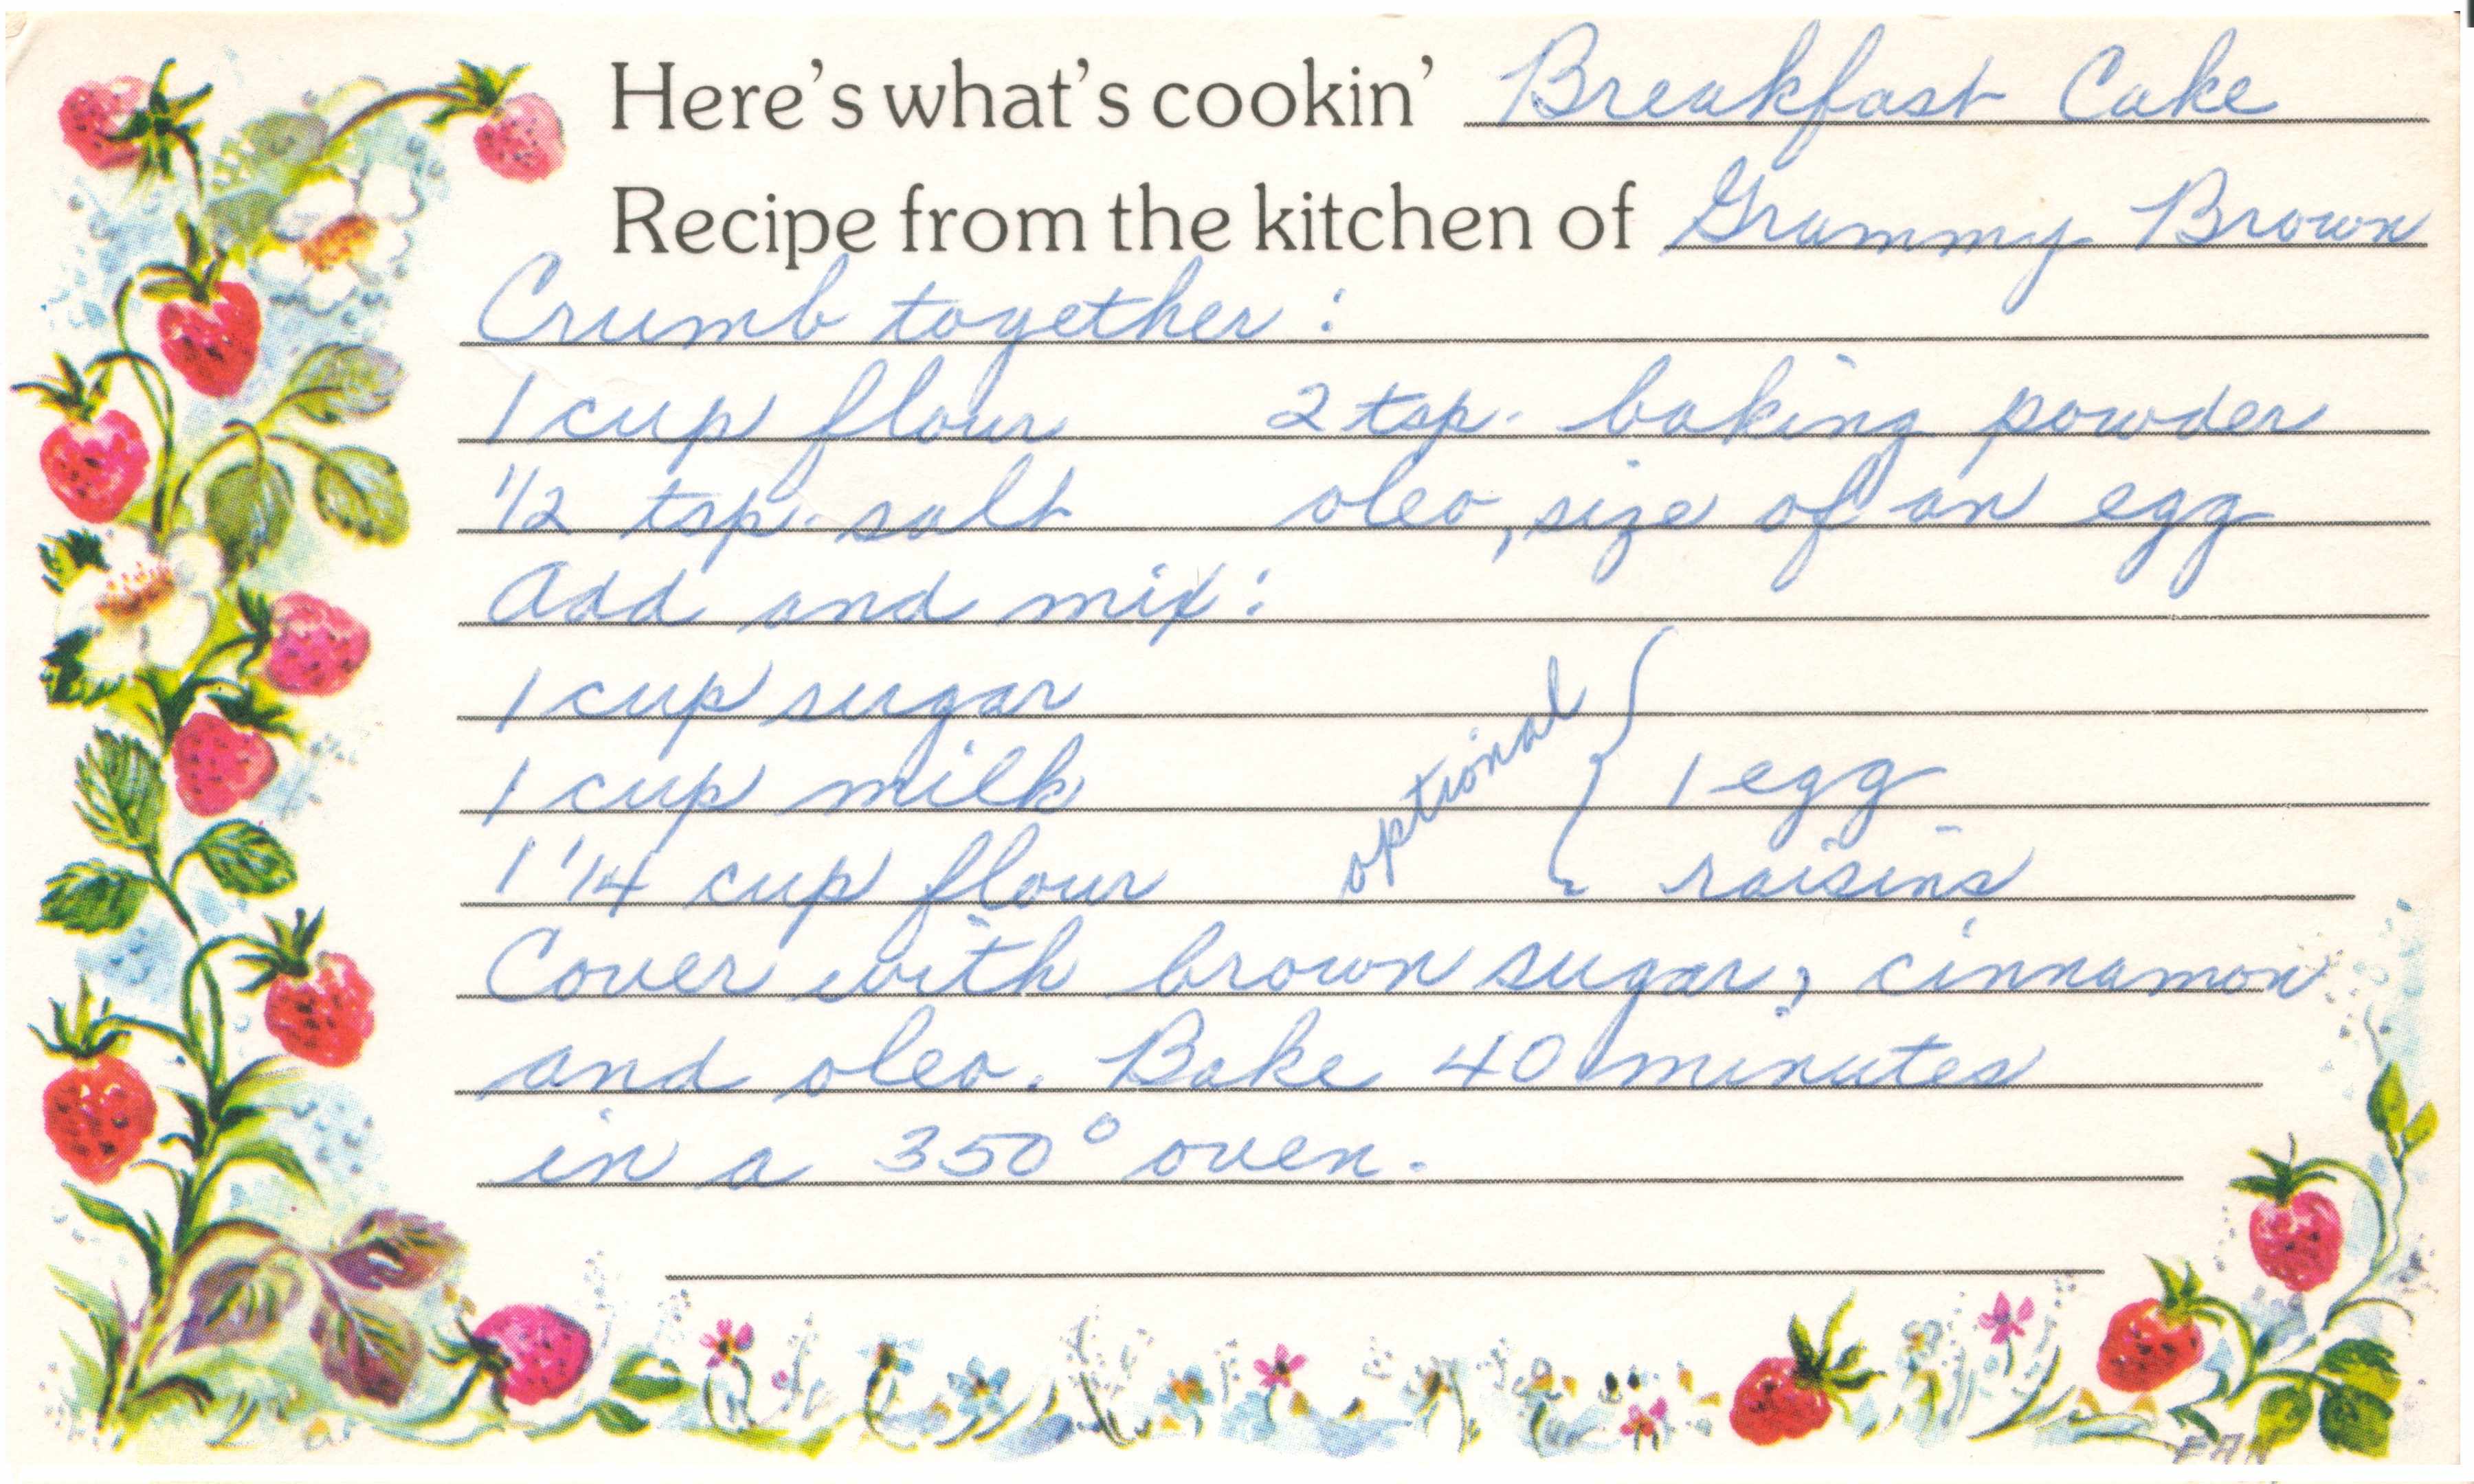 Here's what's cookin' Breakfast Cake
Recipe from the kitchen of Grammy Brown
Crumb together:
1 cup flour 2 tsp. baking powder
1/2 tsp. salt oleo, size of an egg
Add and mix:
1 cup sugar
1 cup milk optional { 1 egg
1 1/4 cup flour raisins
Cover with brown sugar, cinnamon
and oleo. Bake 40 minutes
in a 350° oven.